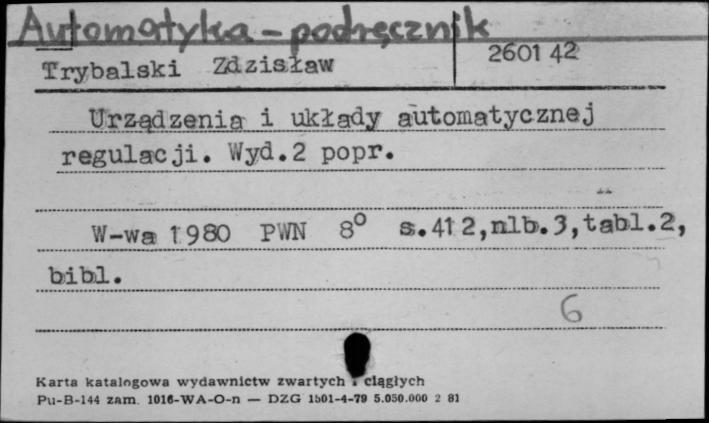 Automatyka - podręcznik
Trybalski Zdzisław 2601 42
Urządzenia i układy automatycznej
regulacji. Wyd.2 popr.
W-wa 1980 PWN 8° s.412,nlb.3,tabl.2,
bibl.
6
Karta katalogowa wydawnictw zwartych i ciągłych
Pu-B-144 zam. 1016-WA-O-n — DZG 1501-4-79 5.050.000 2 81